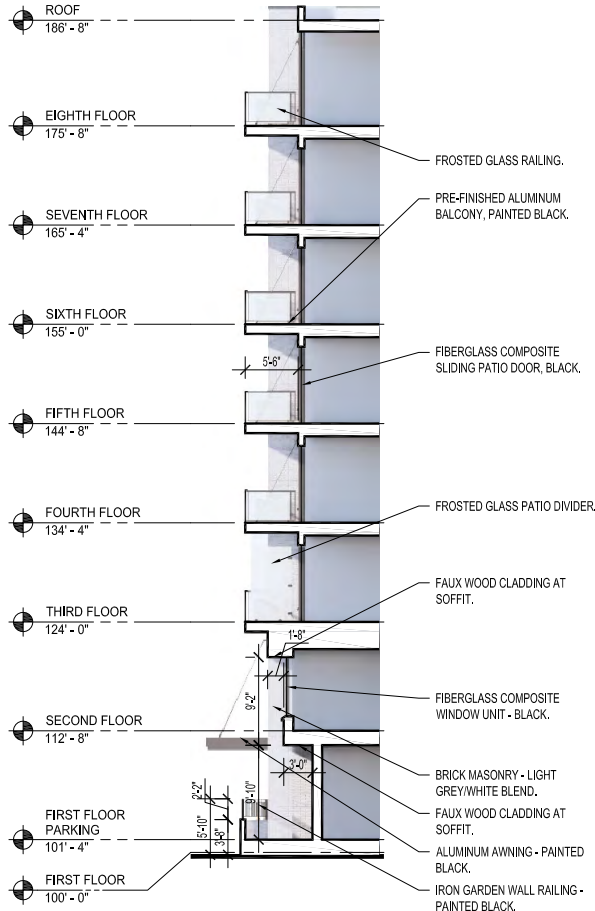 ROOF
186' - 8"
EIGHTH FLOOR
175' - 8"
FROSTED GLASS RAILING.
PRE-FINISHED ALUMINUM
BALCONY, PAINTED BLACK.
SEVENTH FLOOR
165' - 4"
SIXTH FLOOR
155' - 0"
5'-6"
FIBERGLASS COMPOSITE
SLIDING PATIO DOOR, BLACK.
FIFTH FLOOR
144' - 8"
FOURTH FLOOR
134' - 4"
FROSTED GLASS PATIO DIVIDER.
FAUX WOOD CLADDING AT
SOFFIT.
THIRD FLOOR
124' - 0"
1'-8"
9'-2"
FIBERGLASS COMPOSITE
WINDOW UNIT - BLACK.
SECOND FLOOR
112' - 8"
3'-0"
BRICK MASONRY - LIGHT
GREY/WHITE BLEND.
9'-10"
2'-2"
FAUX WOOD CLADDING AT
SOFFIT.
FIRST FLOOR
PARKING
101' - 4"
5'-10"
3'-8"
ALUMINUM AWNING - PAINTED
BLACK.
FIRST FLOOR
100' - 0"
IRON GARDEN WALL RAILING -
PAINTED BLACK.